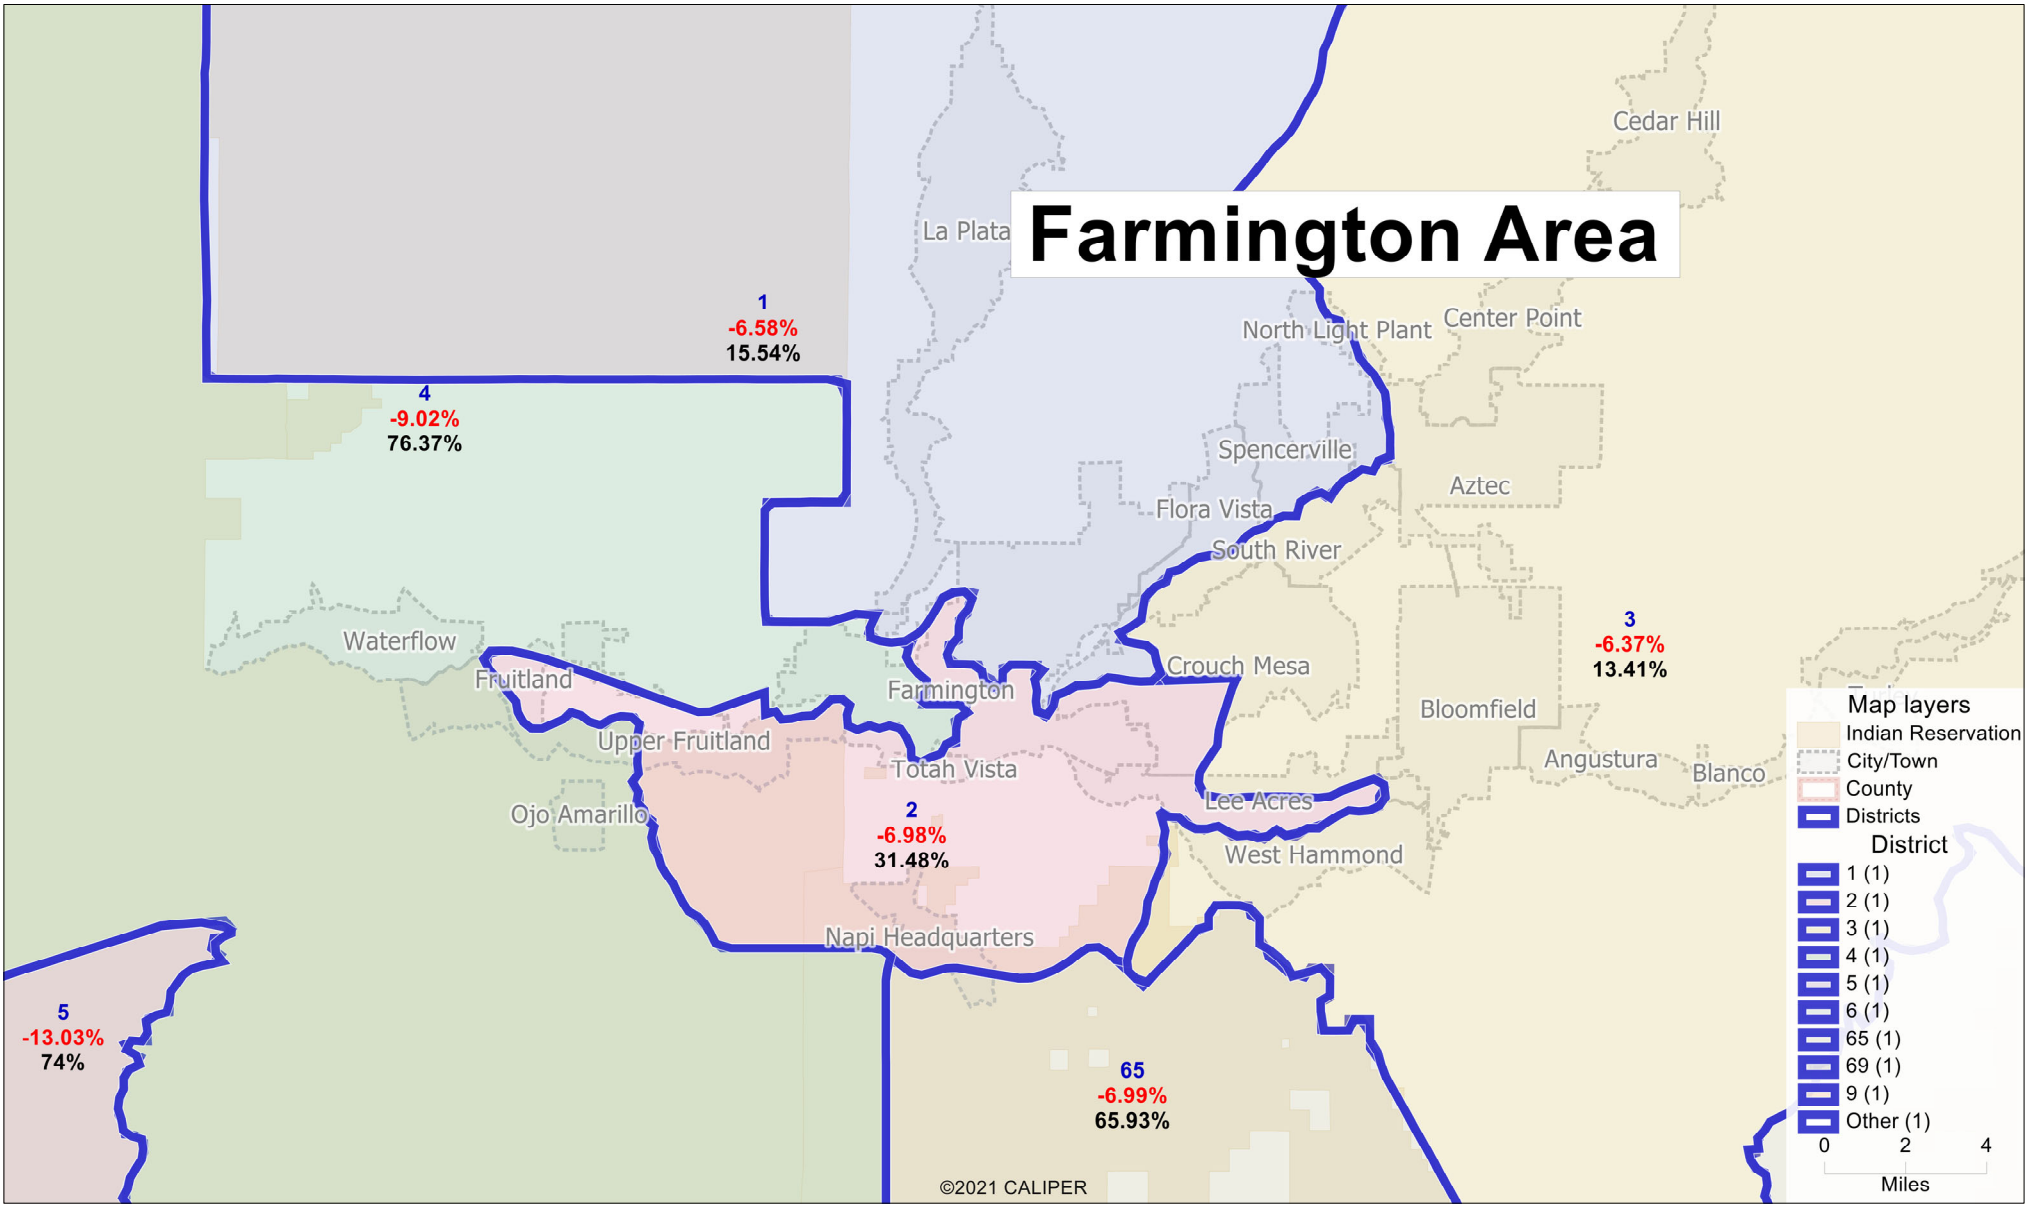 Cedar Hill
La Plata
Farmington Area
1
-6.58%
15.54%
North Light Plant
Center Point
4
-9.02%
76.37%
Spencerville
Aztec
Flora Vista
South River
3
-6.37%
13.41%
Waterflow
Crouch Mesa
Fruitland
Farmington
Bloomfield
Upper Fruitland
Totah Vista
Angustura
Blanco
Ojo Amarillo
2
-6.98%
31.48%
Lee Acres
West Hammond
Napi Headquarters
5
-13.03%
74%
65
-6.99%
65.93%
©2021 CALIPER
Map layers
Indian Reservation
City/Town
County
Districts
District
1 (1)
2 (1)
3 (1)
4 (1)
5 (1)
6 (1)
65 (1)
69 (1)
9 (1)
Other (1)
0 2 4
Miles